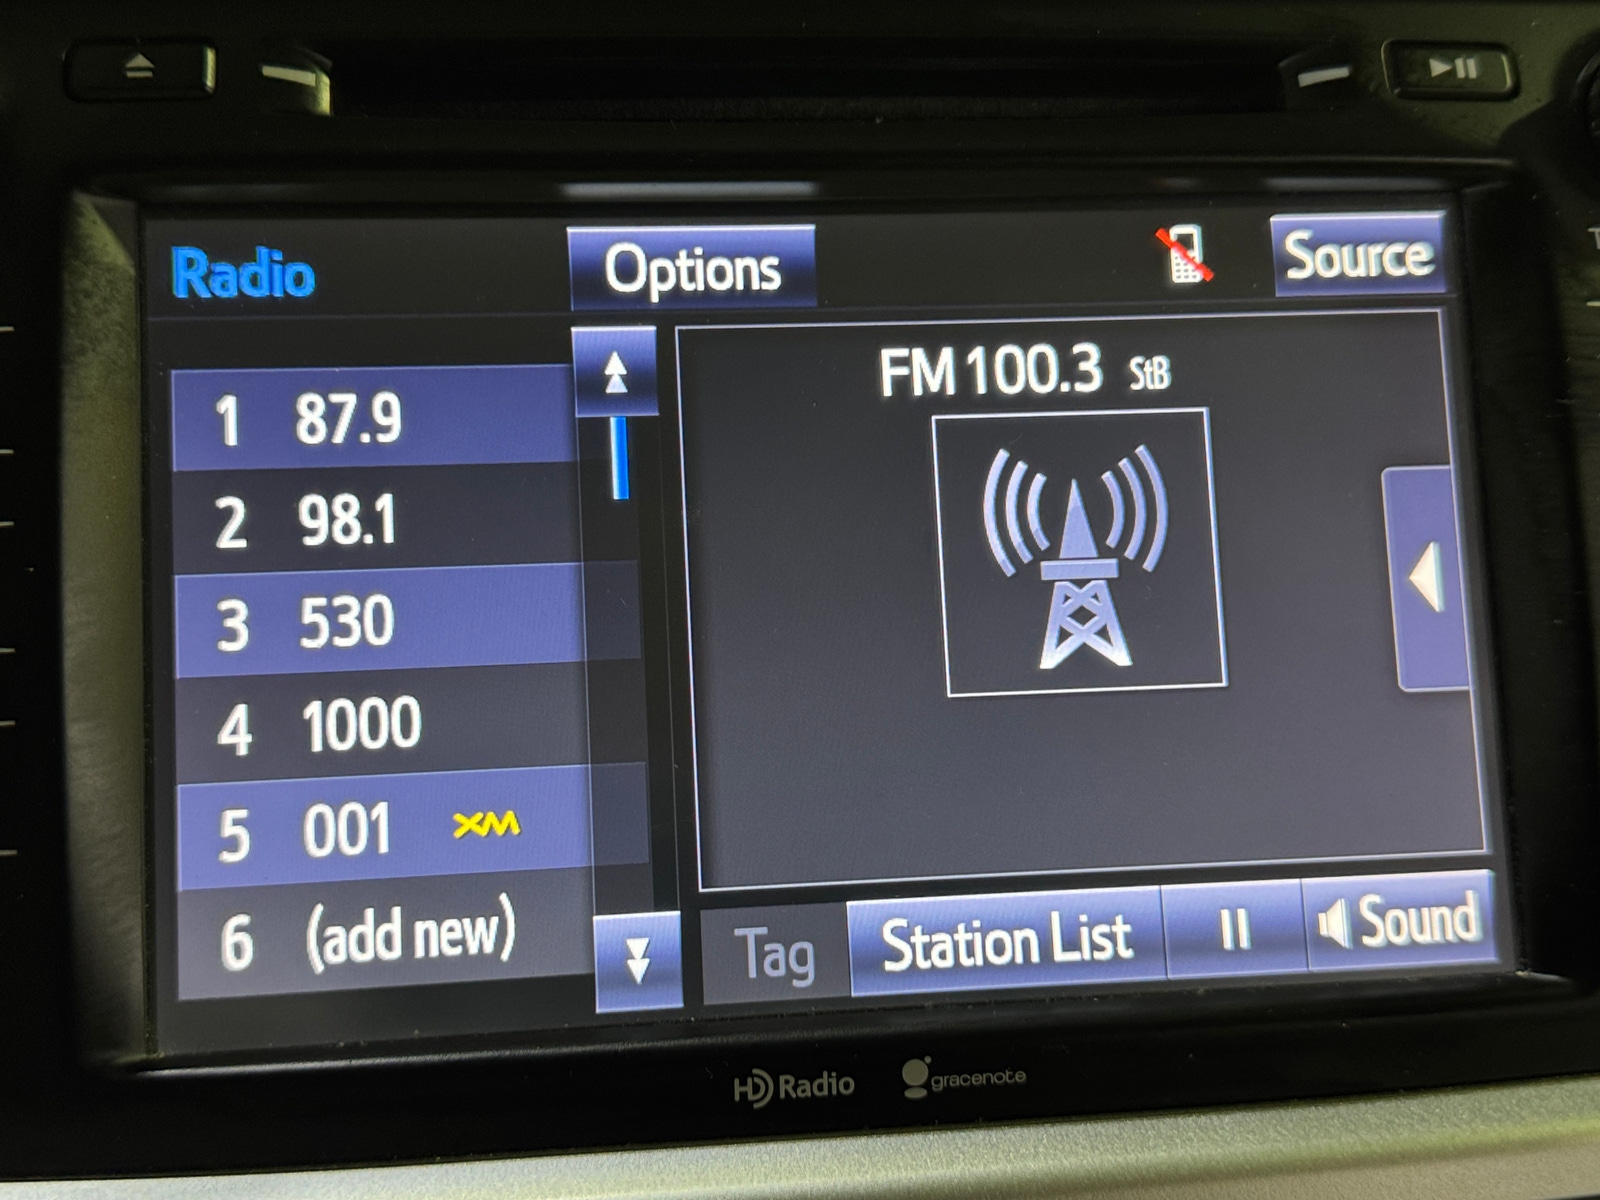 Radio
Options
Source
1 87.9
2 98.1
3 530
4 1000
5 001 XM
6 (add new)
FM 100.3 StB
Tag
Station List
Sound
HD Radio
gracenote